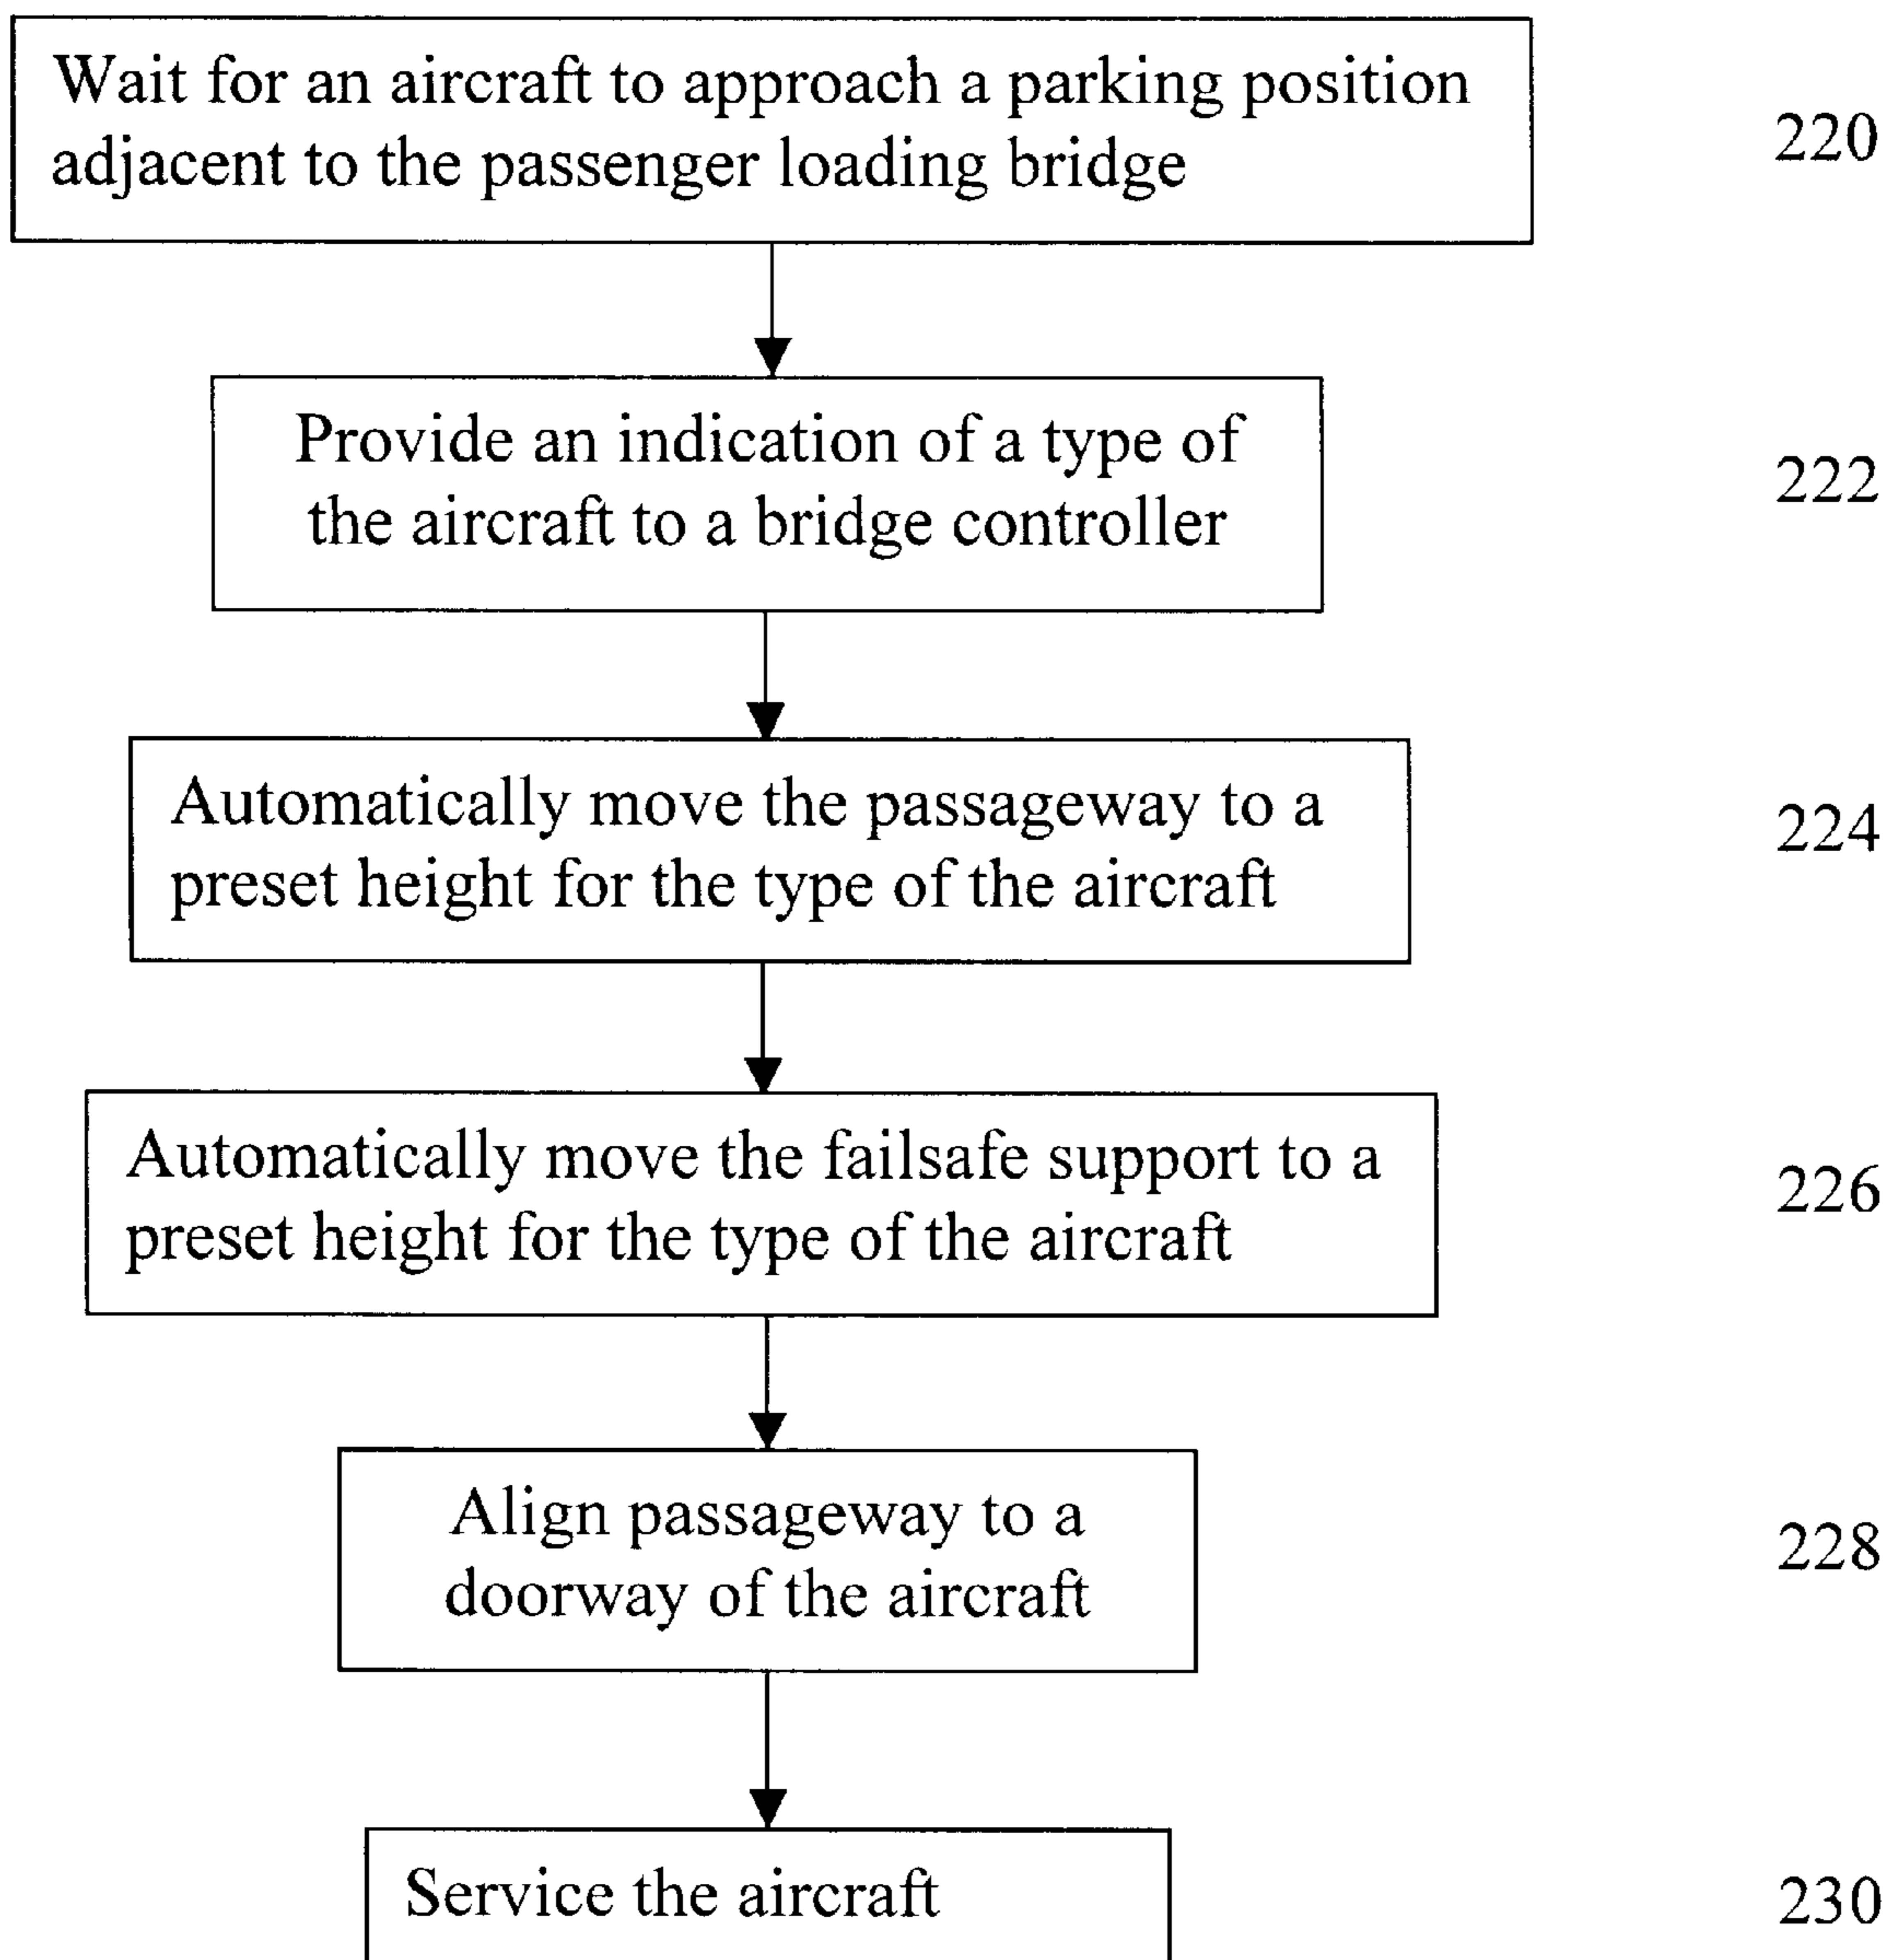 Wait for an aircraft to approach a parking position
adjacent to the passenger loading bridge
220
Provide an indication of a type of
the aircraft to a bridge controller
222
Automatically move the passageway to a
preset height for the type of the aircraft
224
Automatically move the failsafe support to a
preset height for the type of the aircraft
226
Align passageway to a
doorway of the aircraft
228
Service the aircraft
230